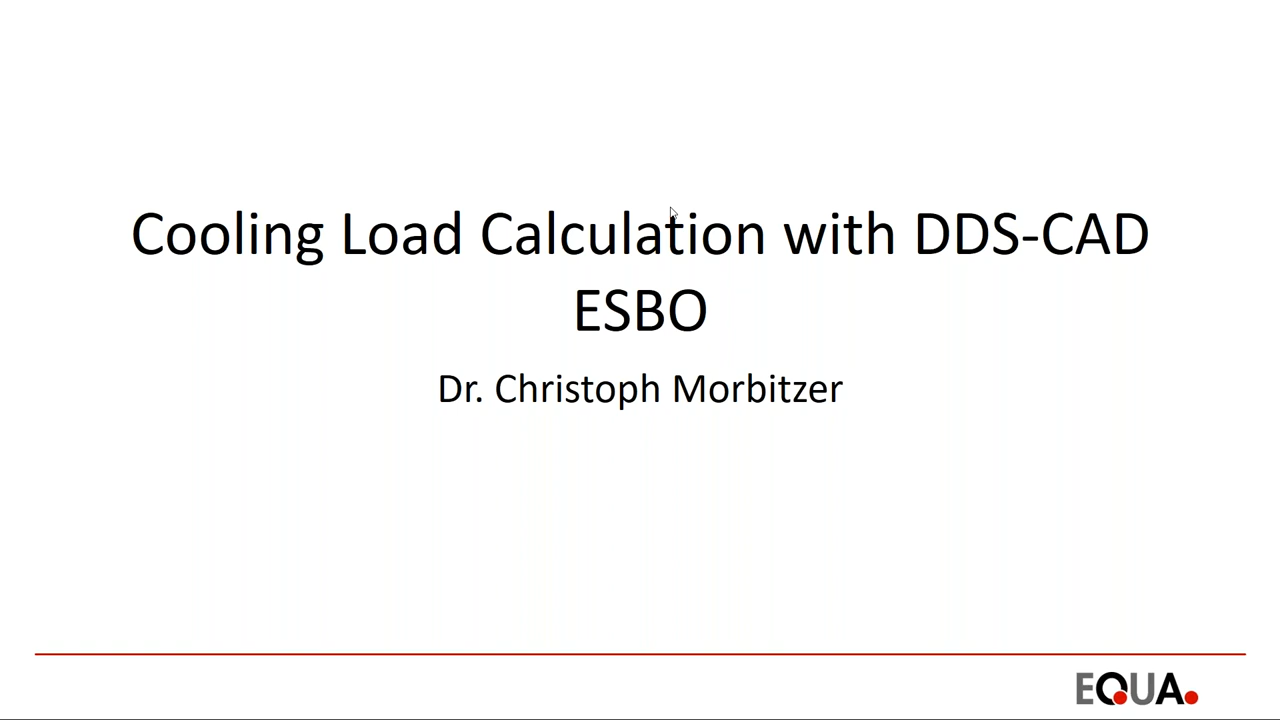 Cooling Load Calculation with DDS-CAD
ESBO
Dr. Christoph Morbitzer
EQUA.